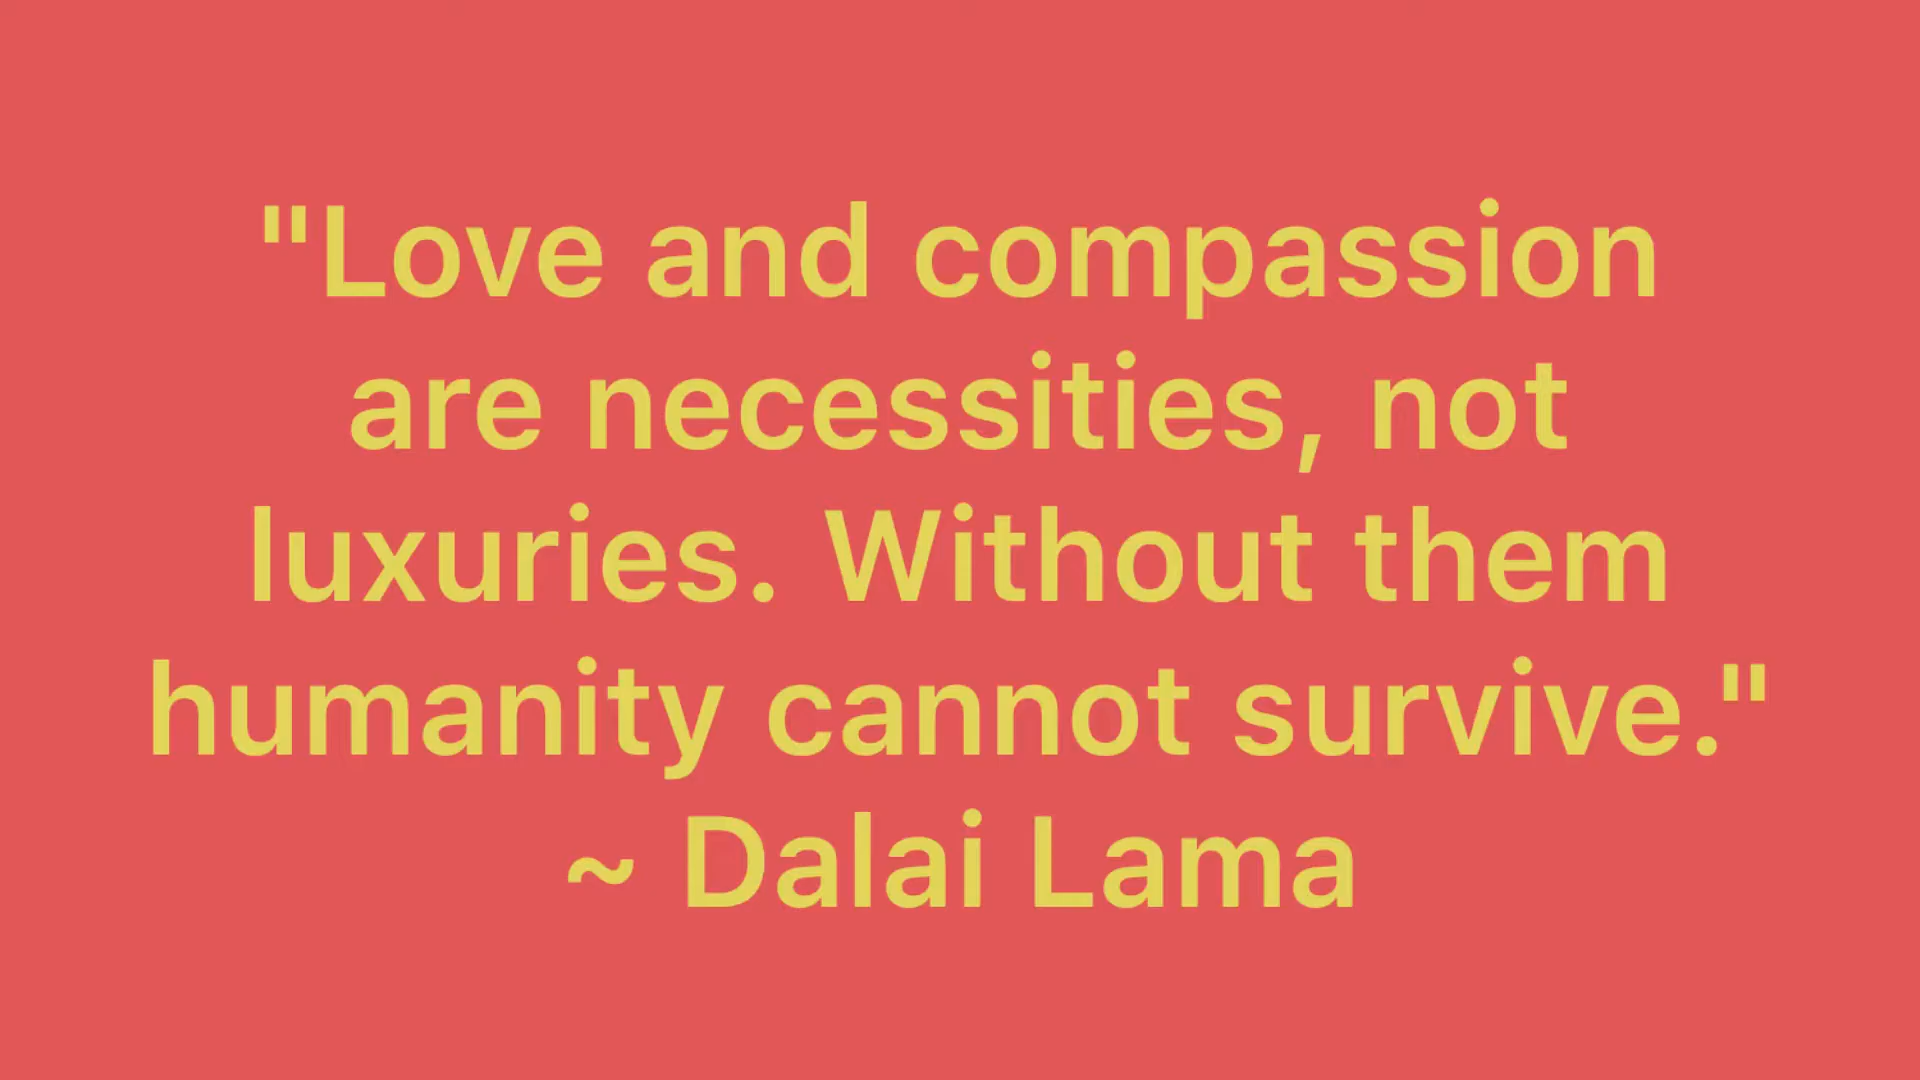 "Love and compassion
are necessities, not
luxuries. Without them
humanity cannot survive."
~ Dalai Lama